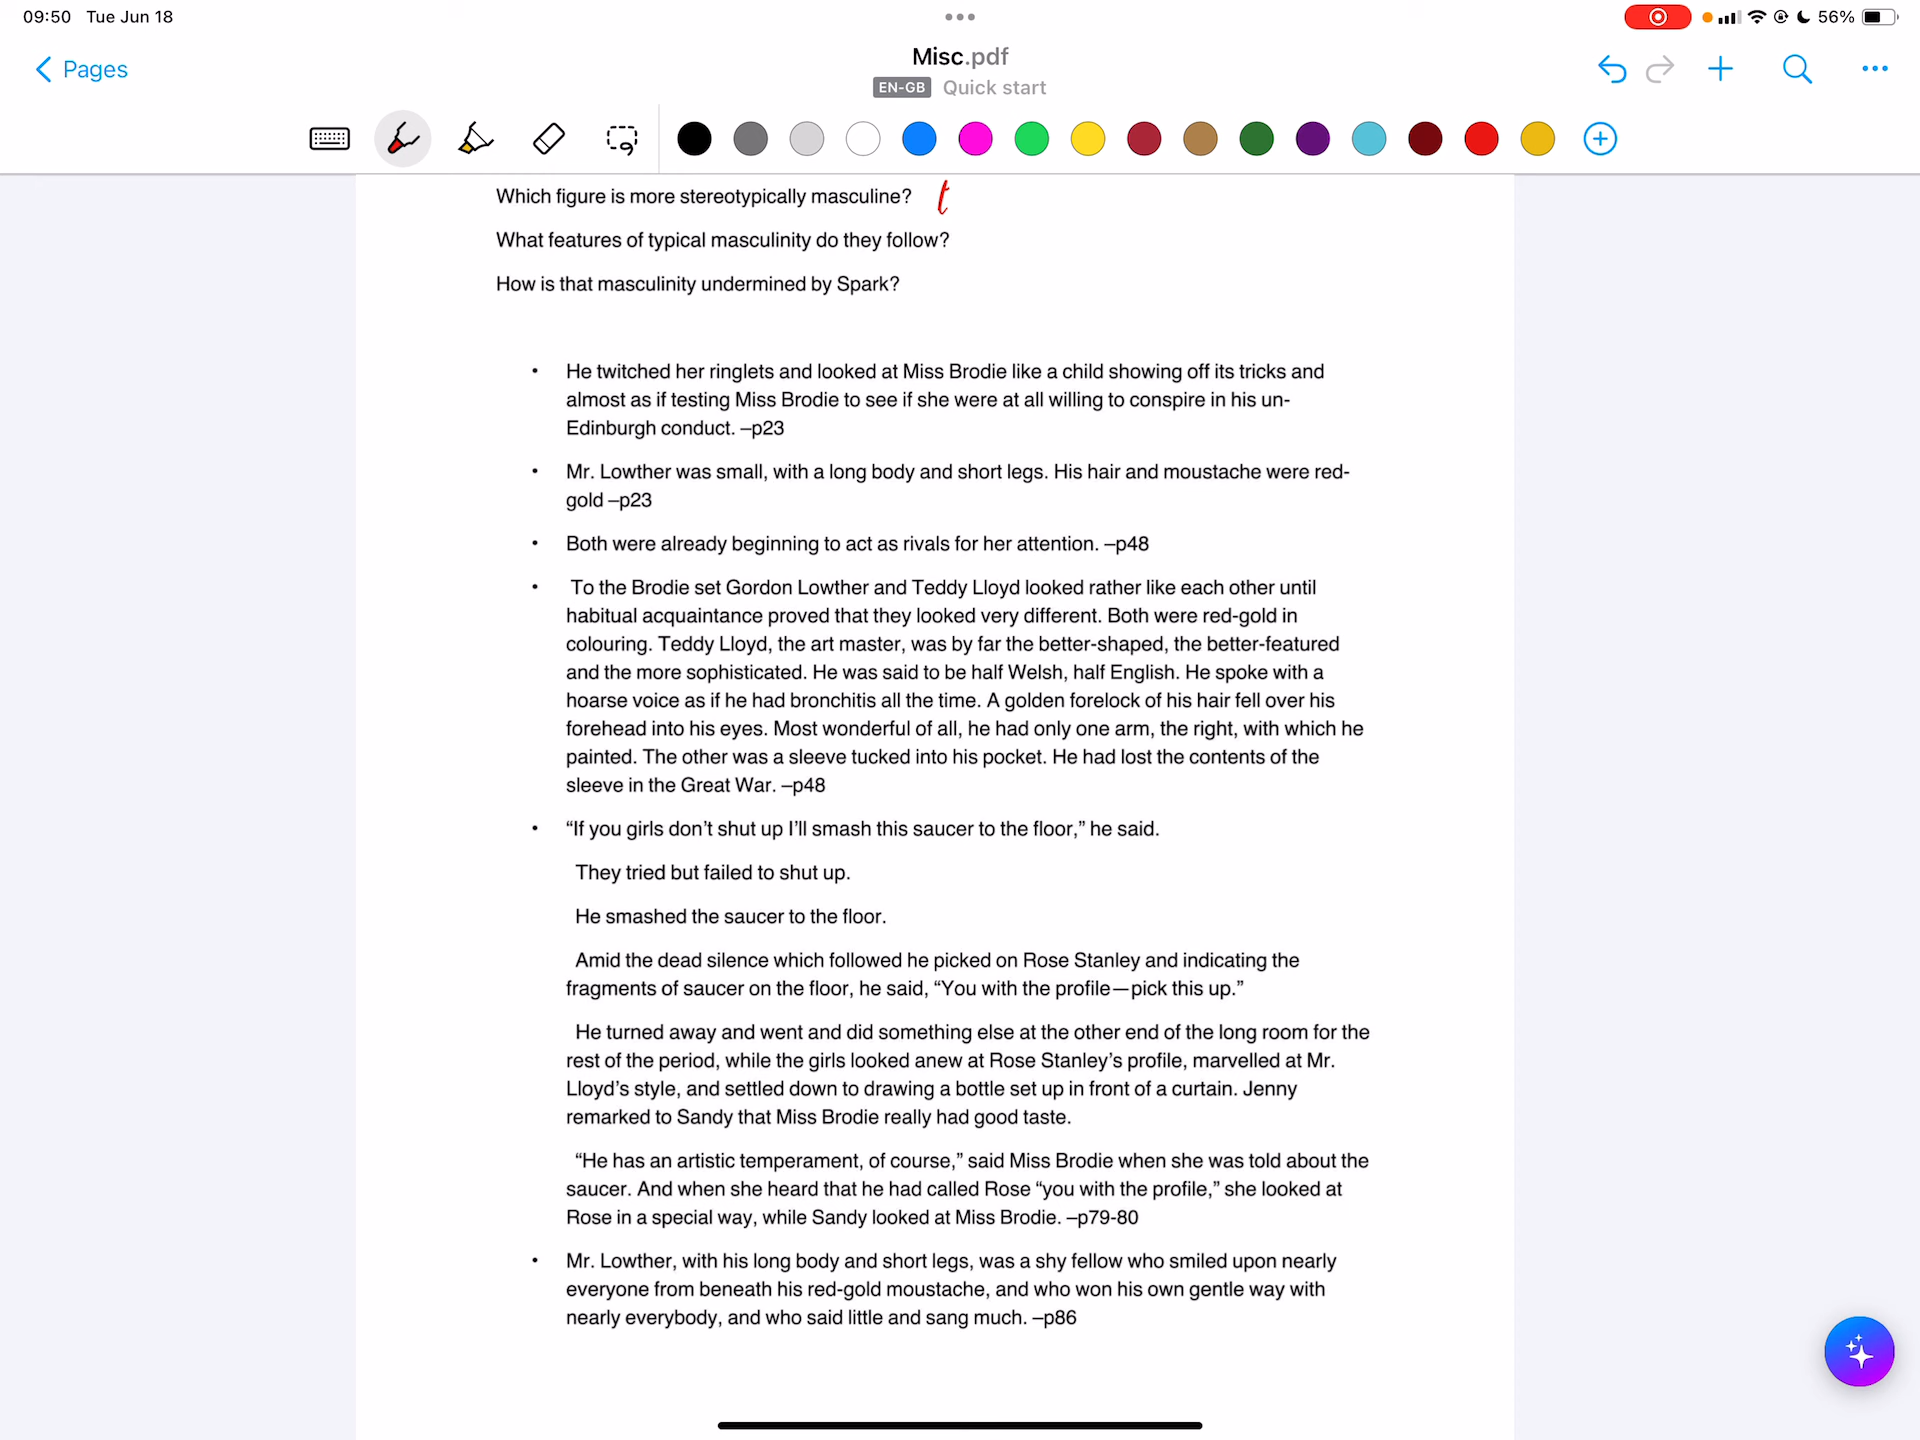 09:50 Tue Jun 18
56%
Pages
Misc.pdf
EN-GB Quick start
Which figure is more stereotypically masculine? t
What features of typical masculinity do they follow?
How is that masculinity undermined by Spark?
• He twitched her ringlets and looked at Miss Brodie like a child showing off its tricks and
almost as if testing Miss Brodie to see if she were at all willing to conspire in his un-
Edinburgh conduct. –p23
• Mr. Lowther was small, with a long body and short legs. His hair and moustache were red-
gold –p23
• Both were already beginning to act as rivals for her attention. –p48
• To the Brodie set Gordon Lowther and Teddy Lloyd looked rather like each other until
habitual acquaintance proved that they looked very different. Both were red-gold in
colouring. Teddy Lloyd, the art master, was by far the better-shaped, the better-featured
and the more sophisticated. He was said to be half Welsh, half English. He spoke with a
hoarse voice as if he had bronchitis all the time. A golden forelock of his hair fell over his
forehead into his eyes. Most wonderful of all, he had only one arm, the right, with which he
painted. The other was a sleeve tucked into his pocket. He had lost the contents of the
sleeve in the Great War. –p48
• “If you girls don’t shut up I’ll smash this saucer to the floor,” he said.
They tried but failed to shut up.
He smashed the saucer to the floor.
Amid the dead silence which followed he picked on Rose Stanley and indicating the
fragments of saucer on the floor, he said, “You with the profile—pick this up.”
He turned away and went and did something else at the other end of the long room for the
rest of the period, while the girls looked anew at Rose Stanley’s profile, marvelled at Mr.
Lloyd’s style, and settled down to drawing a bottle set up in front of a curtain. Jenny
remarked to Sandy that Miss Brodie really had good taste.
“He has an artistic temperament, of course,” said Miss Brodie when she was told about the
saucer. And when she heard that he had called Rose “you with the profile,” she looked at
Rose in a special way, while Sandy looked at Miss Brodie. –p79-80
• Mr. Lowther, with his long body and short legs, was a shy fellow who smiled upon nearly
everyone from beneath his red-gold moustache, and who won his own gentle way with
nearly everybody, and who said little and sang much. –p86